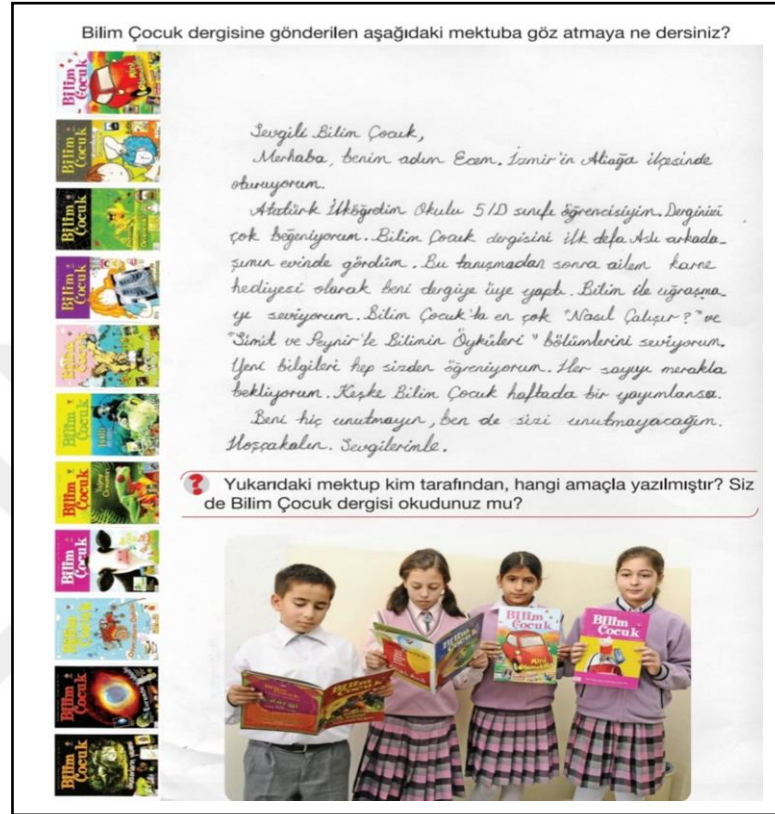 Bilim Çocuk dergisine gönderilen aşağıdaki mektuba göz atmaya ne dersiniz?
Sevgili Bilim Çocuk,
Merhaba, benim adım Ecem. İzmir'in Aliağa ilçesinde
oturuyorum.
Atatürk İlköğretim Okulu 5/D sınıfı öğrencisiyim. Derginizi
çok beğeniyorum. Bilim Çocuk dergisini ilk defa Aslı arkada-
şımın evinde gördüm. Bu tanışmadan sonra ailem karne
hediyesi olarak beni dergiye üye yaptı. Bilim ile uğraşma-
yı seviyorum. Bilim Çocuk'ta en çok "Nasıl Çalışır?" ve
"Simit ve Peynir'le Bilimin Öyküleri" bölümlerini seviyorum.
Yeni bilgileri hep sizden öğreniyorum. Her sayıyı merakla
bekliyorum. Keşke Bilim Çocuk haftada bir yayımlansa.
Beni hiç unutmayın, ben de sizi unutmayacağım.
Hoşçakalın. Sevgilerimle.
? Yukarıdaki mektup kim tarafından, hangi amaçla yazılmıştır? Siz
de Bilim Çocuk dergisi okudunuz mu?
Bilim
Çocuk
Bilim
Çocuk
Bilim
Çocuk
Bilim
Çocuk
Bilim
Çocuk
Bilim
Çocuk
Bilim
Çocuk
Bilim
Çocuk
Bilim
Çocuk
Bilim
Çocuk
Bilim
Çocuk
Bilim
Çocuk
dergi
Bilim
Çocuk
Bilim
Çocuk
Mini
Bilim
Çocuk